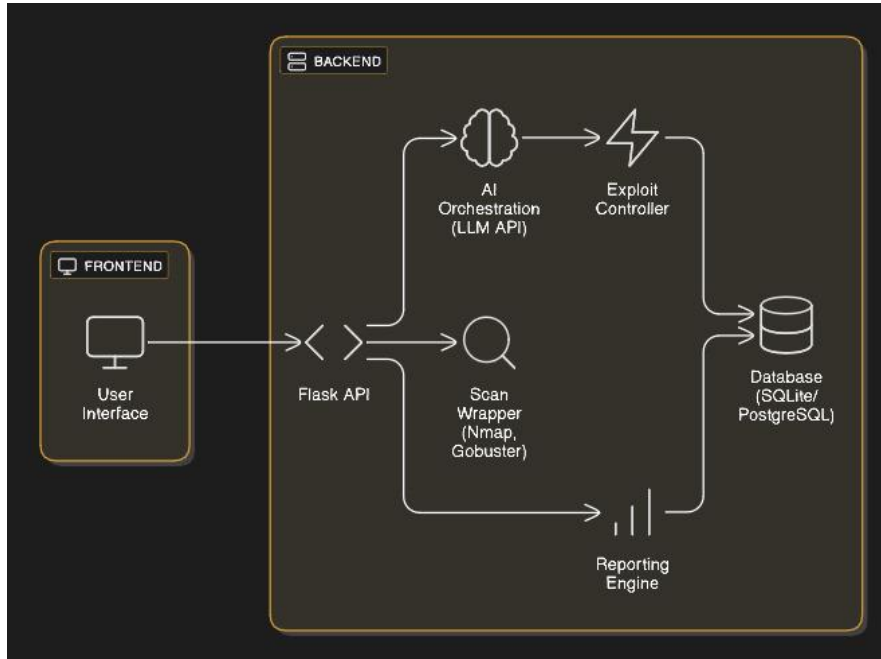 BACKEND
AI
Orchestration
(LLM API)
Exploit
Controller
FRONTEND
User
Interface
Flask API
Scan
Wrapper
(Nmap,
Gobuster)
Database
(SQLite/
PostgreSQL)
Reporting
Engine